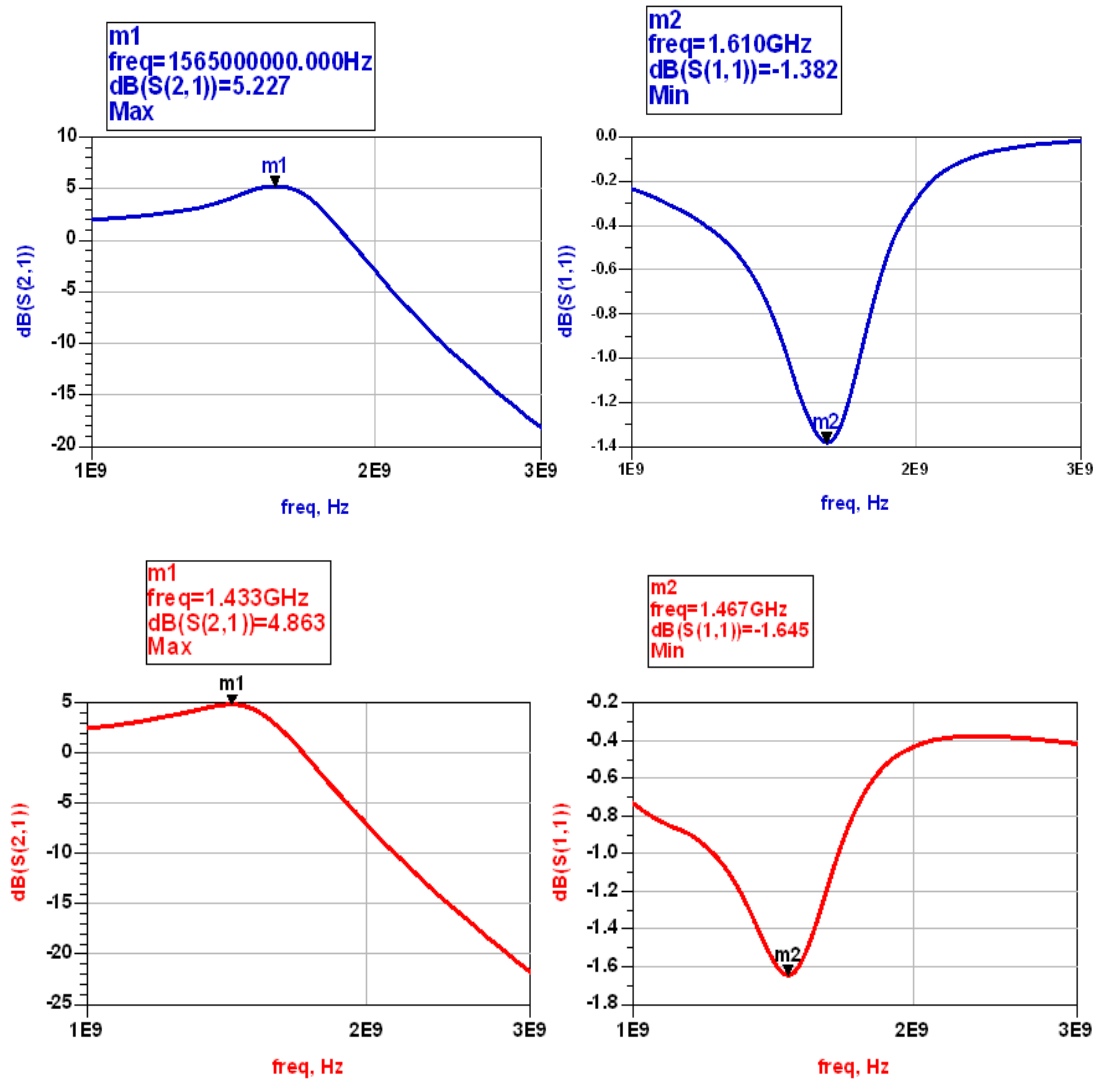 m1
freq=1565000000.000Hz
dB(S(2,1))=5.227
Max
m2
freq=1.610GHz
dB(S(1,1))=-1.382
Min
10
5
0
-5
-10
-15
-20
m1
dB(S(2,1))
1E9
2E9
3E9
freq, Hz
0.0
-0.2
-0.4
-0.6
-0.8
-1.0
-1.2
-1.4
m2
dB(S(1,1))
1E9
2E9
3E9
freq, Hz
m1
freq=1.433GHz
dB(S(2,1))=4.863
Max
m2
freq=1.467GHz
dB(S(1,1))=-1.645
Min
m1
5
0
-5
-10
-15
-20
-25
dB(S(2,1))
1E9
2E9
3E9
freq, Hz
-0.2
-0.4
-0.6
-0.8
-1.0
-1.2
-1.4
-1.6
-1.8
m2
dB(S(1,1))
1E9
2E9
3E9
freq, Hz